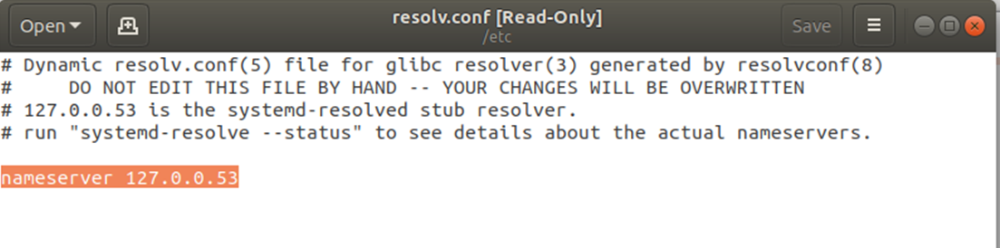 Open
resolv.conf [Read-Only]
/etc
Save
# Dynamic resolv.conf(5) file for glibc resolver(3) generated by resolvconf(8)
#     DO NOT EDIT THIS FILE BY HAND -- YOUR CHANGES WILL BE OVERWRITTEN
# 127.0.0.53 is the systemd-resolved stub resolver.
# run "systemd-resolve --status" to see details about the actual nameservers.
nameserver 127.0.0.53